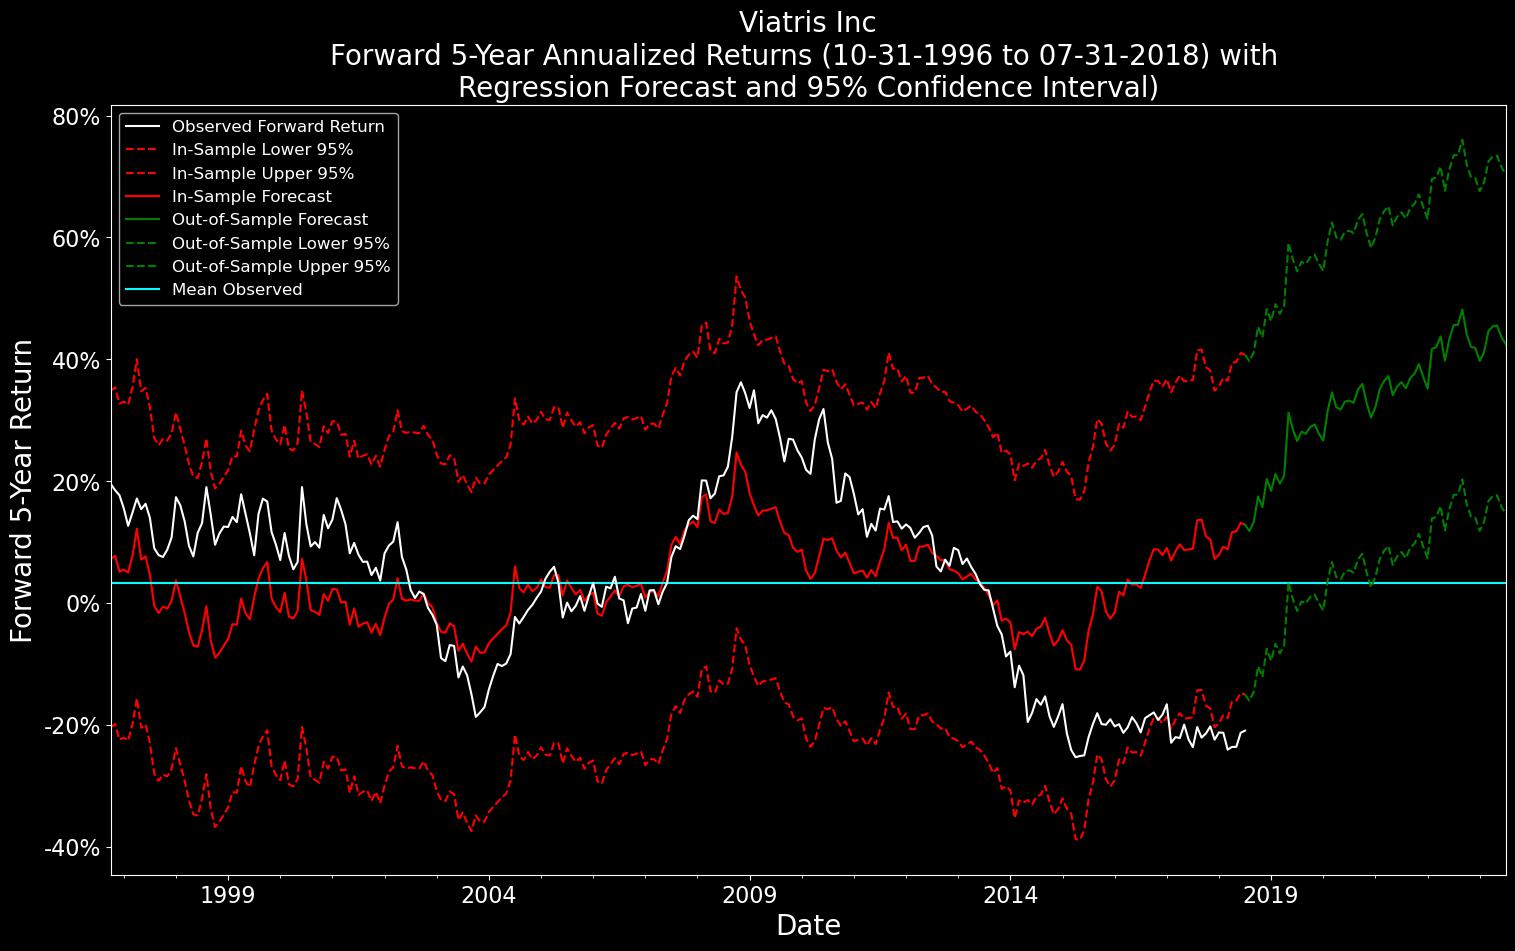 Viatris Inc
Forward 5-Year Annualized Returns (10-31-1996 to 07-31-2018) with
Regression Forecast and 95% Confidence Interval)
80%
60%
40%
20%
0%
-20%
-40%
Forward 5-Year Return
Observed Forward Return
In-Sample Lower 95%
In-Sample Upper 95%
In-Sample Forecast
Out-of-Sample Forecast
Out-of-Sample Lower 95%
Out-of-Sample Upper 95%
Mean Observed
1999
2004
2009
2014
2019
Date